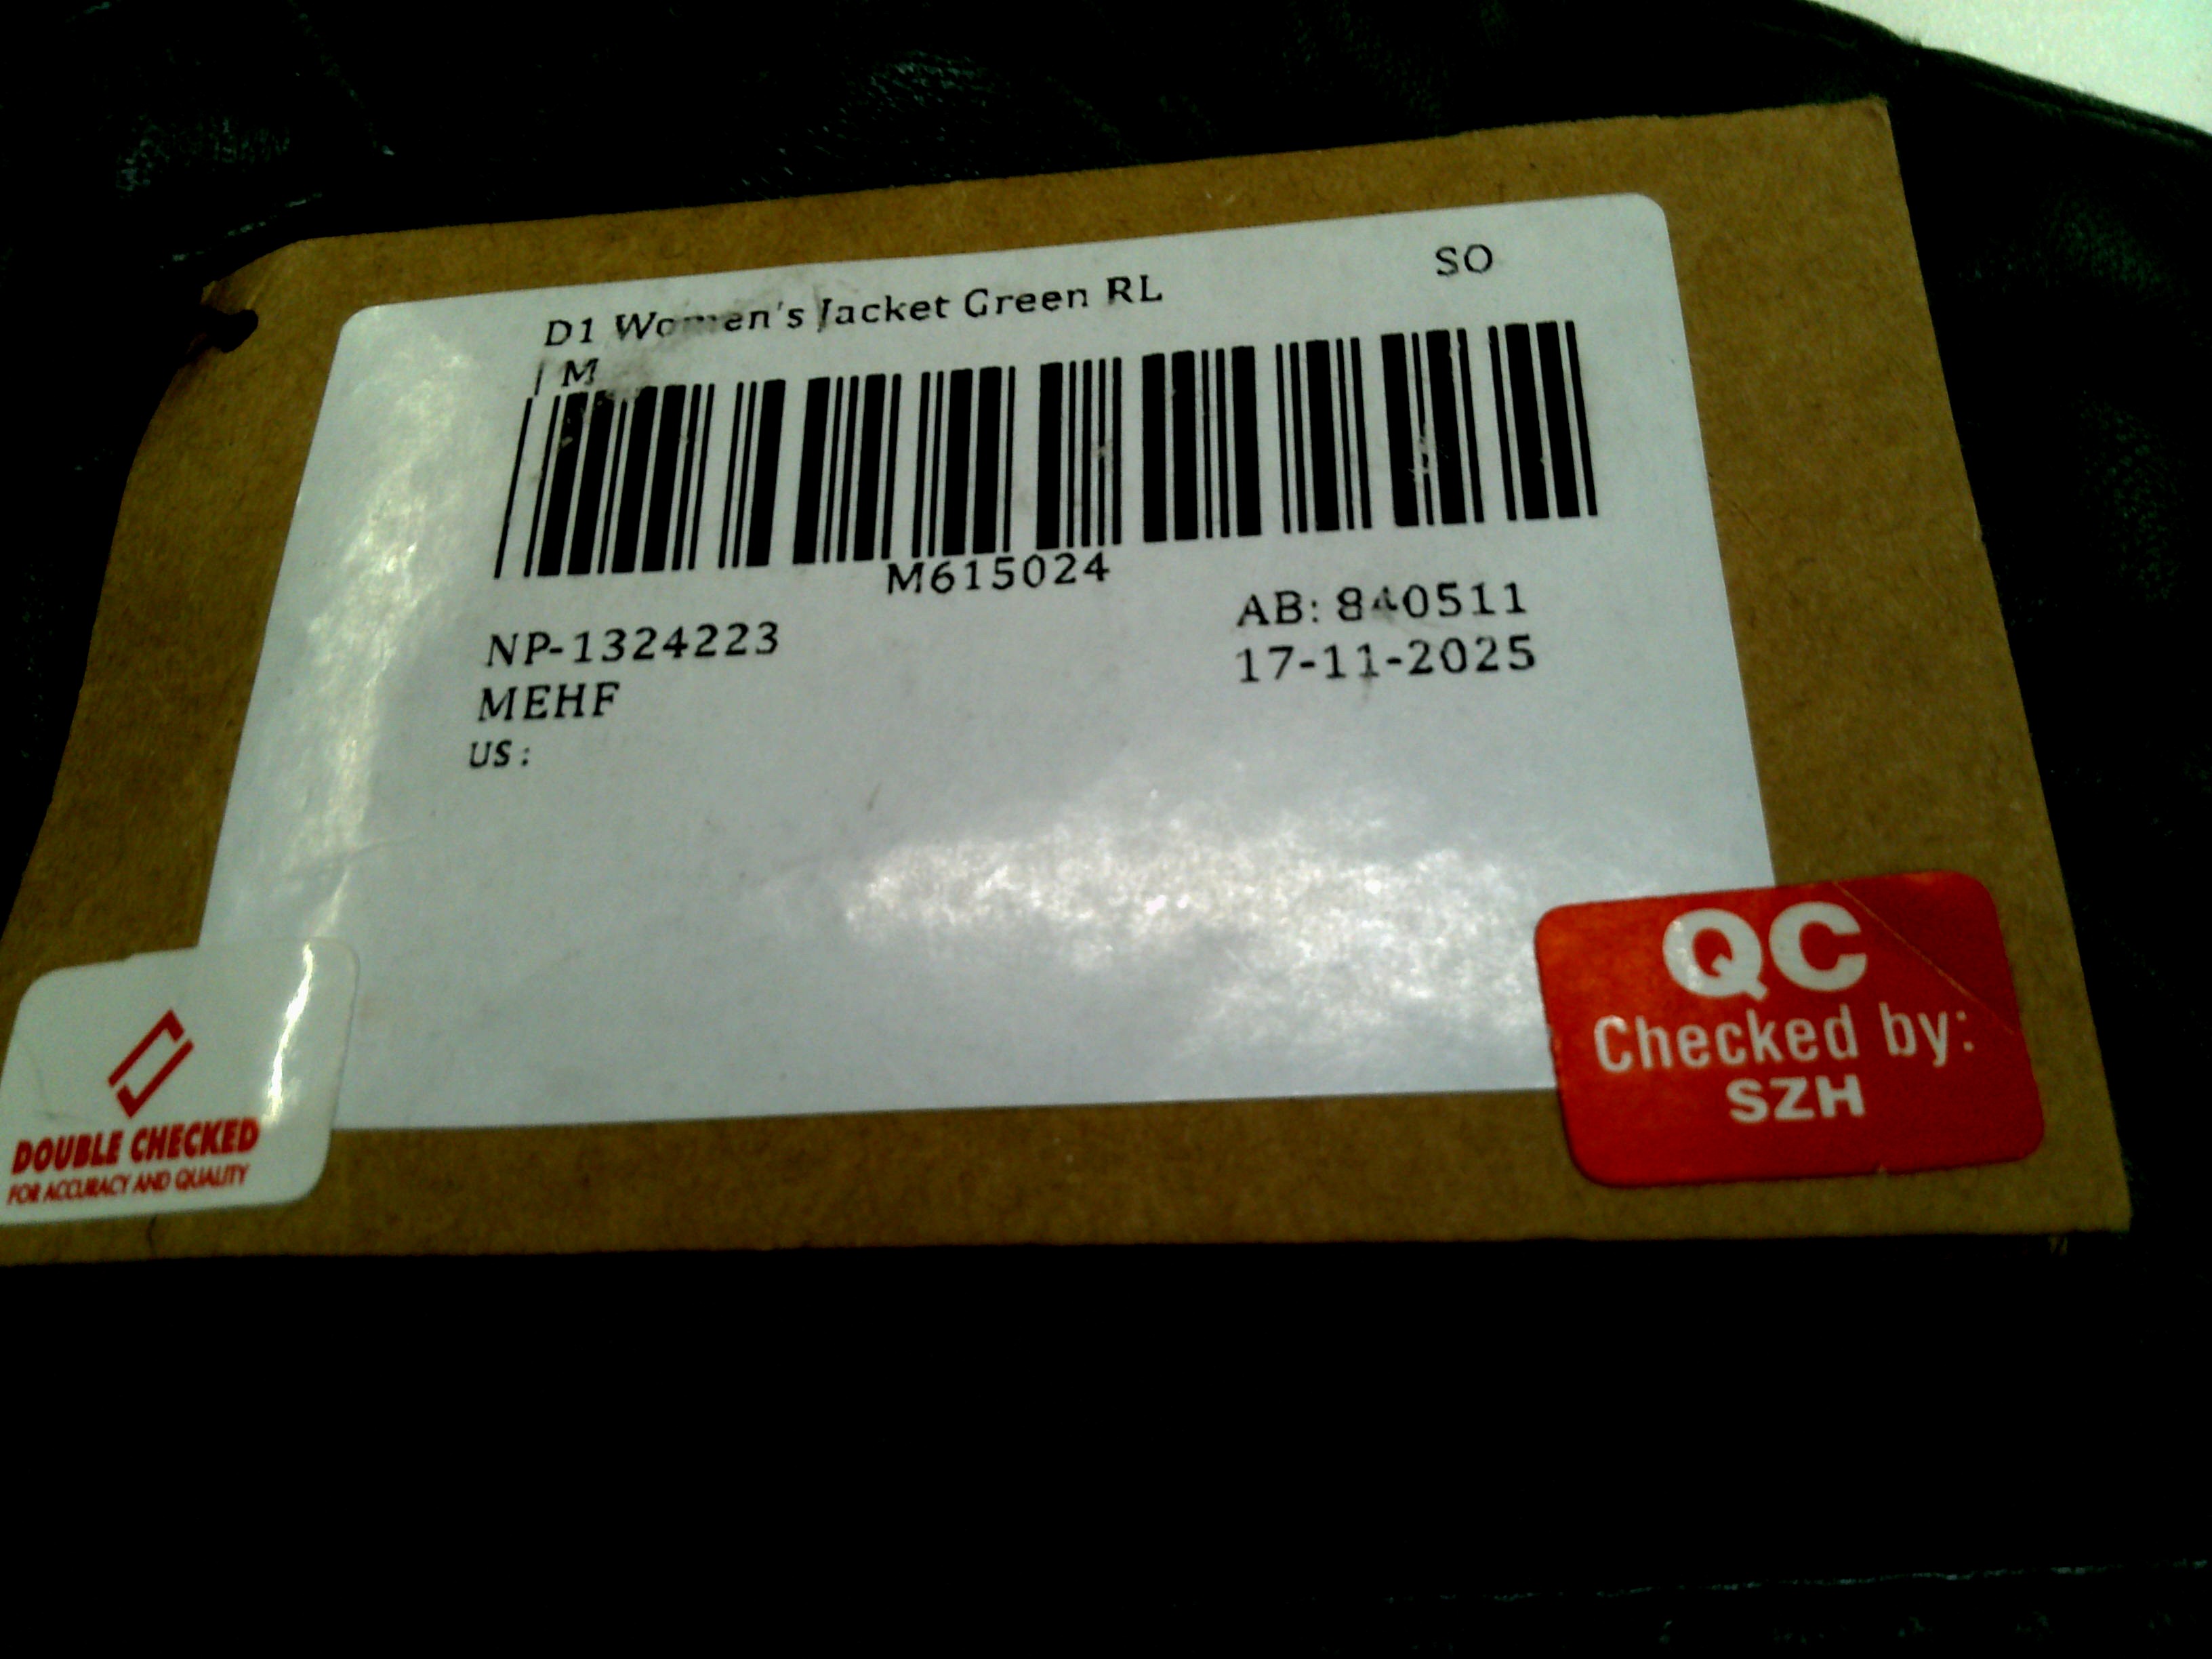 D1 Women's Jacket Green RL SO
| M
M615024
NP-1324223 AB: 840511
MEHF 17-11-2025
US:
QC
Checked by:
SZH
DOUBLE CHECKED
FOR ACCURACY AND QUALITY